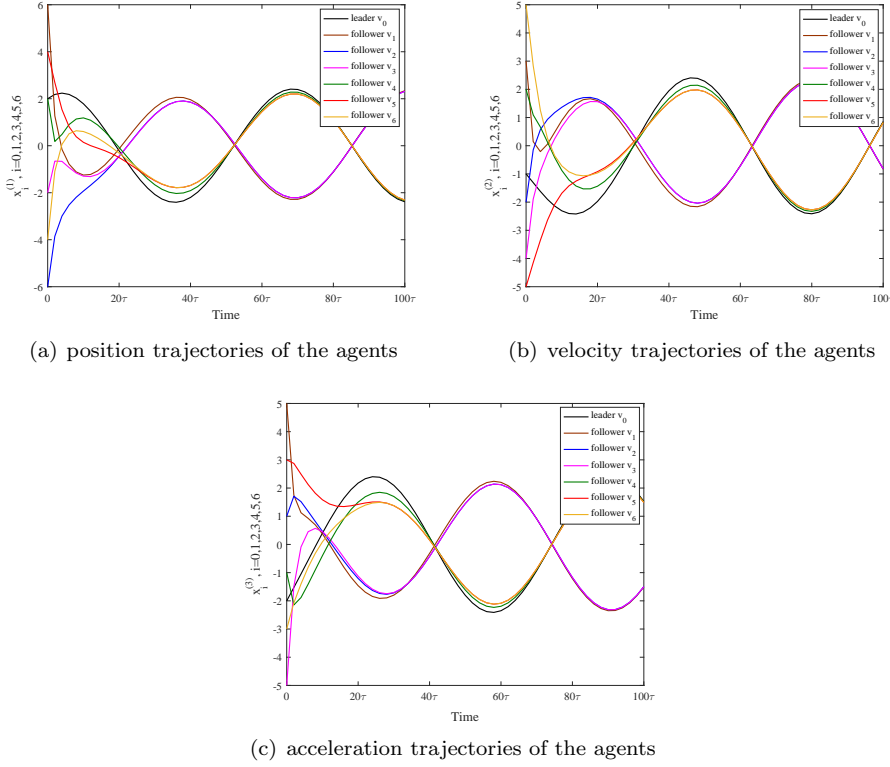 6
4
2
0
-2
-4
-6
x_i^(1), i=0,1,2,3,4,5,6
0 20τ 40τ 60τ 80τ 100τ
Time
leader v_0
follower v_1
follower v_2
follower v_3
follower v_4
follower v_5
follower v_6
(a) position trajectories of the agents
5
4
3
2
1
0
-1
-2
-3
-4
-5
x_i^(2), i=0,1,2,3,4,5,6
0 20τ 40τ 60τ 80τ 100τ
Time
leader v_0
follower v_1
follower v_2
follower v_3
follower v_4
follower v_5
follower v_6
(b) velocity trajectories of the agents
5
4
3
2
1
0
-1
-2
-3
-4
-5
x_i^(3), i=0,1,2,3,4,5,6
0 20τ 40τ 60τ 80τ 100τ
Time
leader v_0
follower v_1
follower v_2
follower v_3
follower v_4
follower v_5
follower v_6
(c) acceleration trajectories of the agents